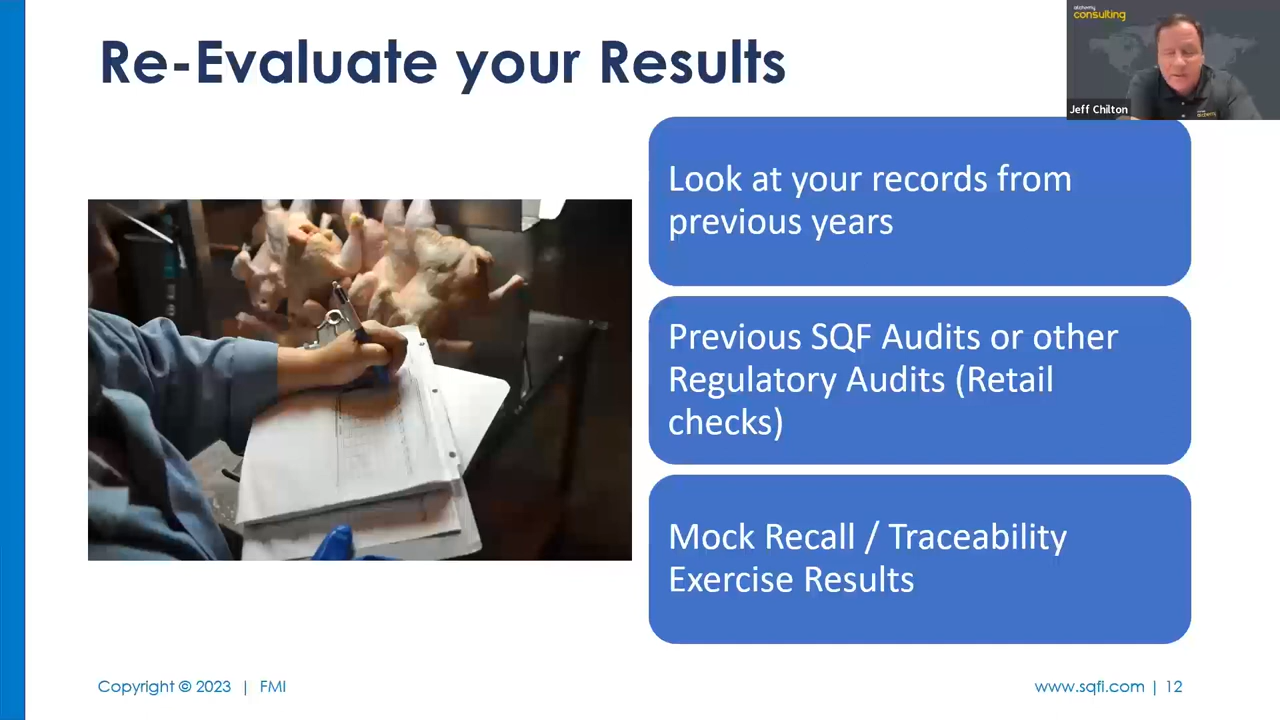 Re-Evaluate your Results
alchemy
consulting
Jeff Chilton
Look at your records from
previous years
Previous SQF Audits or other
Regulatory Audits (Retail
checks)
Mock Recall / Traceability
Exercise Results
Copyright © 2023 | FMI
www.sqfi.com | 12